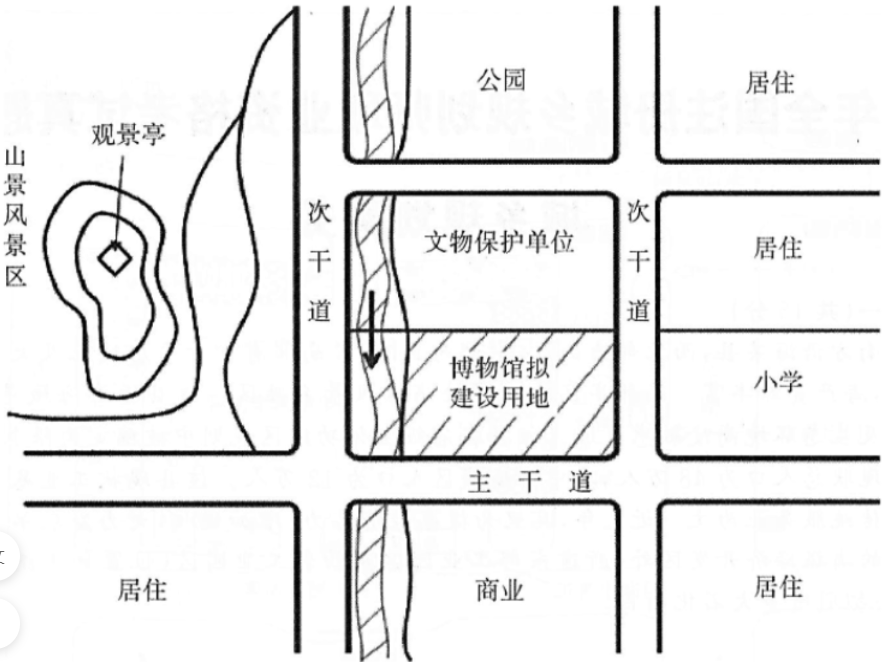 公园
居住
观景亭
山景风景区
次干道
文物保护单位
次干道
居住
博物馆拟
建设用地
小学
主干道
居住
商业
居住